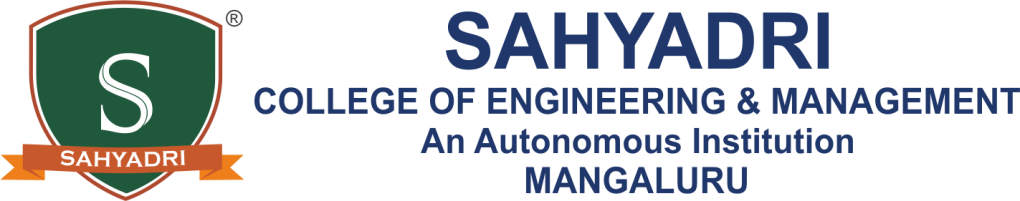 S
SAHYADRI
®
SAHYADRI
COLLEGE OF ENGINEERING & MANAGEMENT
An Autonomous Institution
MANGALURU